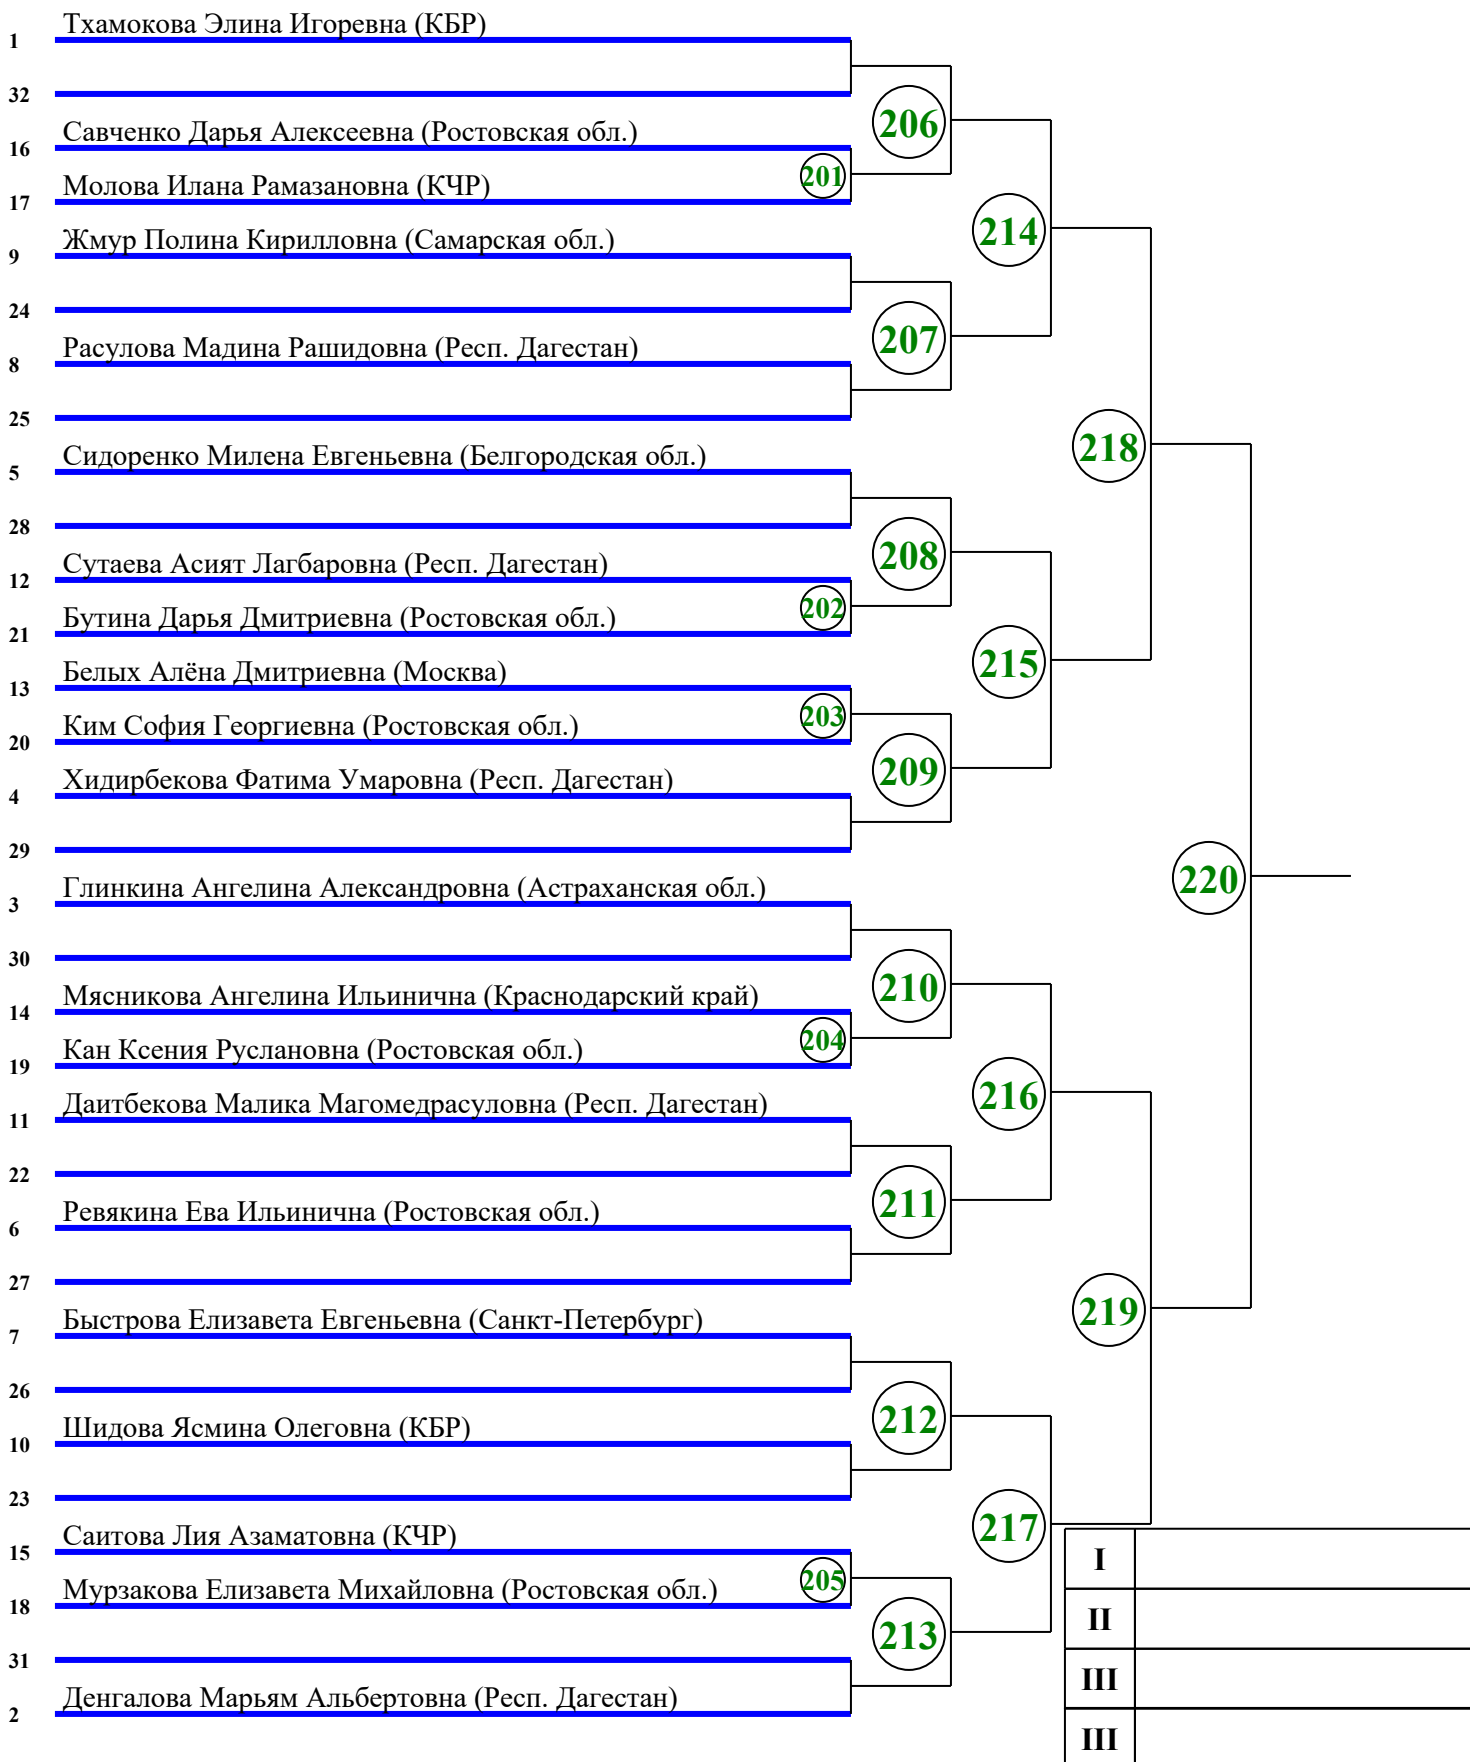 Тхамокова Элина Игоревна (КБР)
1
32
206
Савченко Дарья Алексеевна (Ростовская обл.)
16
201
Молова Илана Рамазановна (КЧР)
17
214
Жмур Полина Кирилловна (Самарская обл.)
9
24
207
Расулова Мадина Рашидовна (Респ. Дагестан)
8
25
218
Сидоренко Милена Евгеньевна (Белгородская обл.)
5
28
208
Сутаева Асият Лагбаровна (Респ. Дагестан)
12
202
Бутина Дарья Дмитриевна (Ростовская обл.)
21
215
Белых Алёна Дмитриевна (Москва)
13
203
Ким София Георгиевна (Ростовская обл.)
20
209
Хидирбекова Фатима Умаровна (Респ. Дагестан)
4
29
220
Глинкина Ангелина Александровна (Астраханская обл.)
3
30
210
Мясникова Ангелина Ильинична (Краснодарский край)
14
204
Кан Ксения Руслановна (Ростовская обл.)
19
216
Даитбекова Малика Магомедрасуловна (Респ. Дагестан)
11
22
211
Ревякина Ева Ильинична (Ростовская обл.)
6
27
219
Быстрова Елизавета Евгеньевна (Санкт-Петербург)
7
26
212
Шидова Ясмина Олеговна (КБР)
10
23
217
Саитова Лия Азаматовна (КЧР)
15
205
Мурзакова Елизавета Михайловна (Ростовская обл.)
18
213
31
Денгалова Марьям Альбертовна (Респ. Дагестан)
2
I
II
III
III